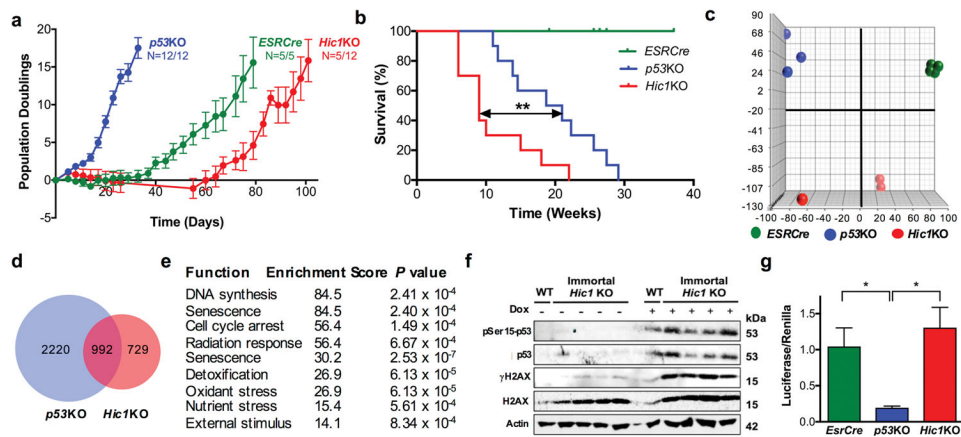 a
Population Doublings
20
15
10
5
0
-5
20
40
60
80
100
Time (Days)
p53KO
N=12/12
ESRCre
N=5/5
Hic1KO
N=5/12
b
Survival (%)
100
80
60
40
20
0
0
10
20
30
40
Time (Weeks)
**
ESRCre
p53KO
Hic1KO
c
90
68
46
24
2
-20
-41
-63
-85
-107
-130
-100
-80
-60
-40
-20
0
20
40
60
80
100
ESRCre
p53KO
Hic1KO
d
2220
992
729
p53KO
Hic1KO
e
Function Enrichment Score P value
DNA synthesis 84.5 2.41 x 10-4
Senescence 84.5 2.40 x 10-4
Cell cycle arrest 56.4 1.49 x 10-4
Radiation response 56.4 6.67 x 10-4
Senescence 30.2 2.53 x 10-7
Detoxification 26.9 6.13 x 10-5
Oxidant stress 26.9 6.13 x 10-5
Nutrient stress 15.4 5.61 x 10-4
External stimulus 14.1 8.34 x 10-4
f
WT
Immortal
Hic1 KO
WT
Immortal
Hic1 KO
Dox - - - - - + + + + + kDa
pSer15-p53 53
p53 53
γH2AX 15
H2AX 15
Actin 42
g
Luciferase/Renilla
1.5
1.0
0.5
0.0
*
*
EsrCre
p53KO
Hic1KO